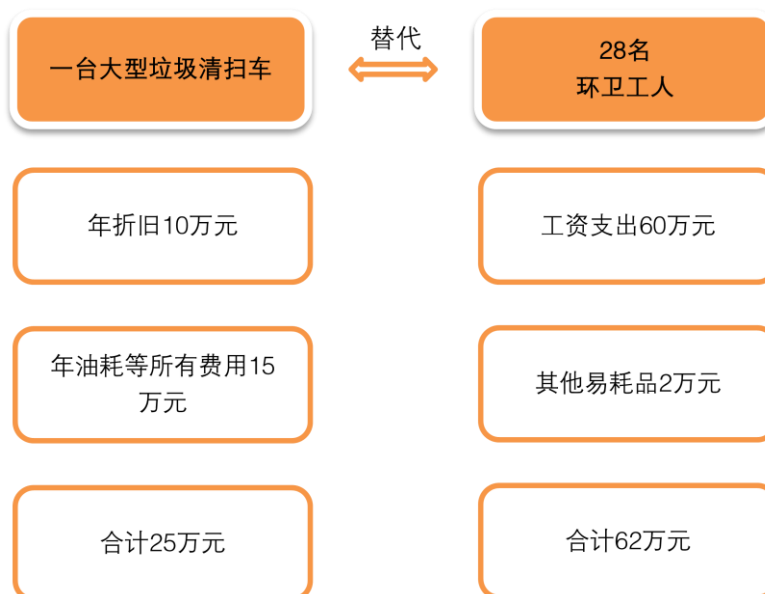 一台大型垃圾清扫车
替代
28名
环卫工人
年折旧10万元
工资支出60万元
年油耗等所有费用15
万元
其他易耗品2万元
合计25万元
合计62万元